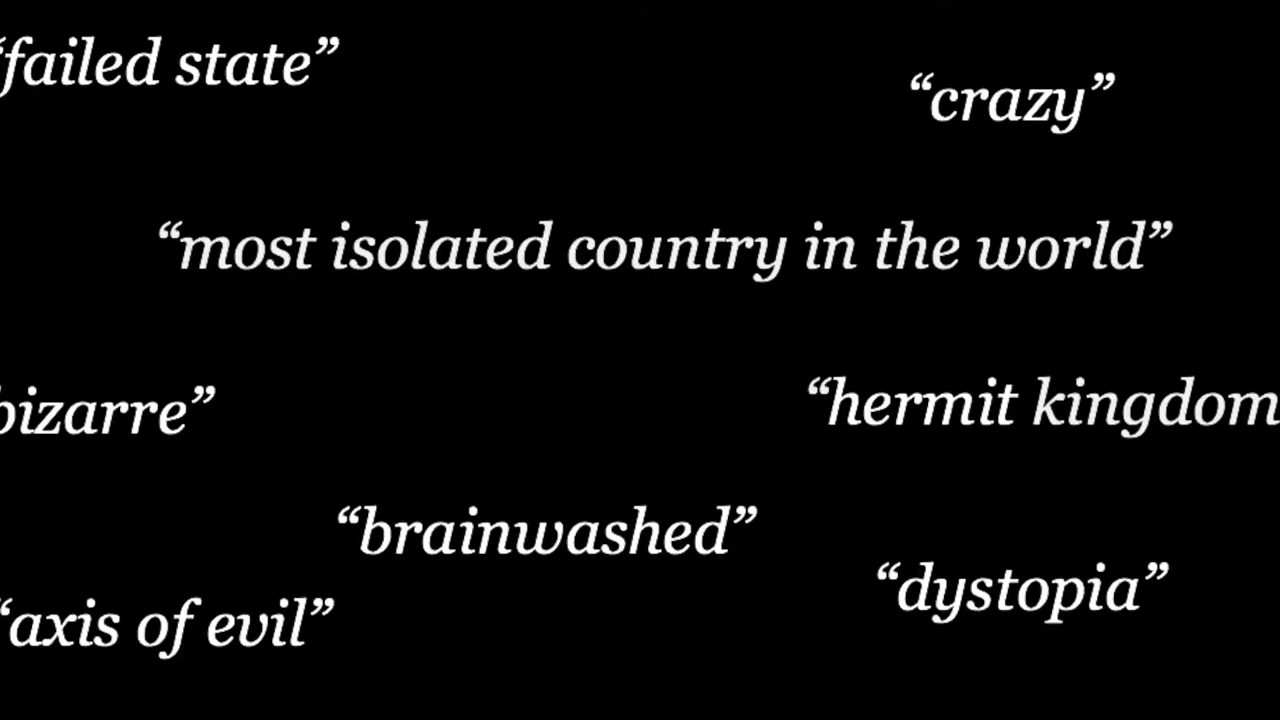 “failed state”
“crazy”
“most isolated country in the world”
bizarre”
“hermit kingdom
“brainwashed”
“dystopia”
“axis of evil”